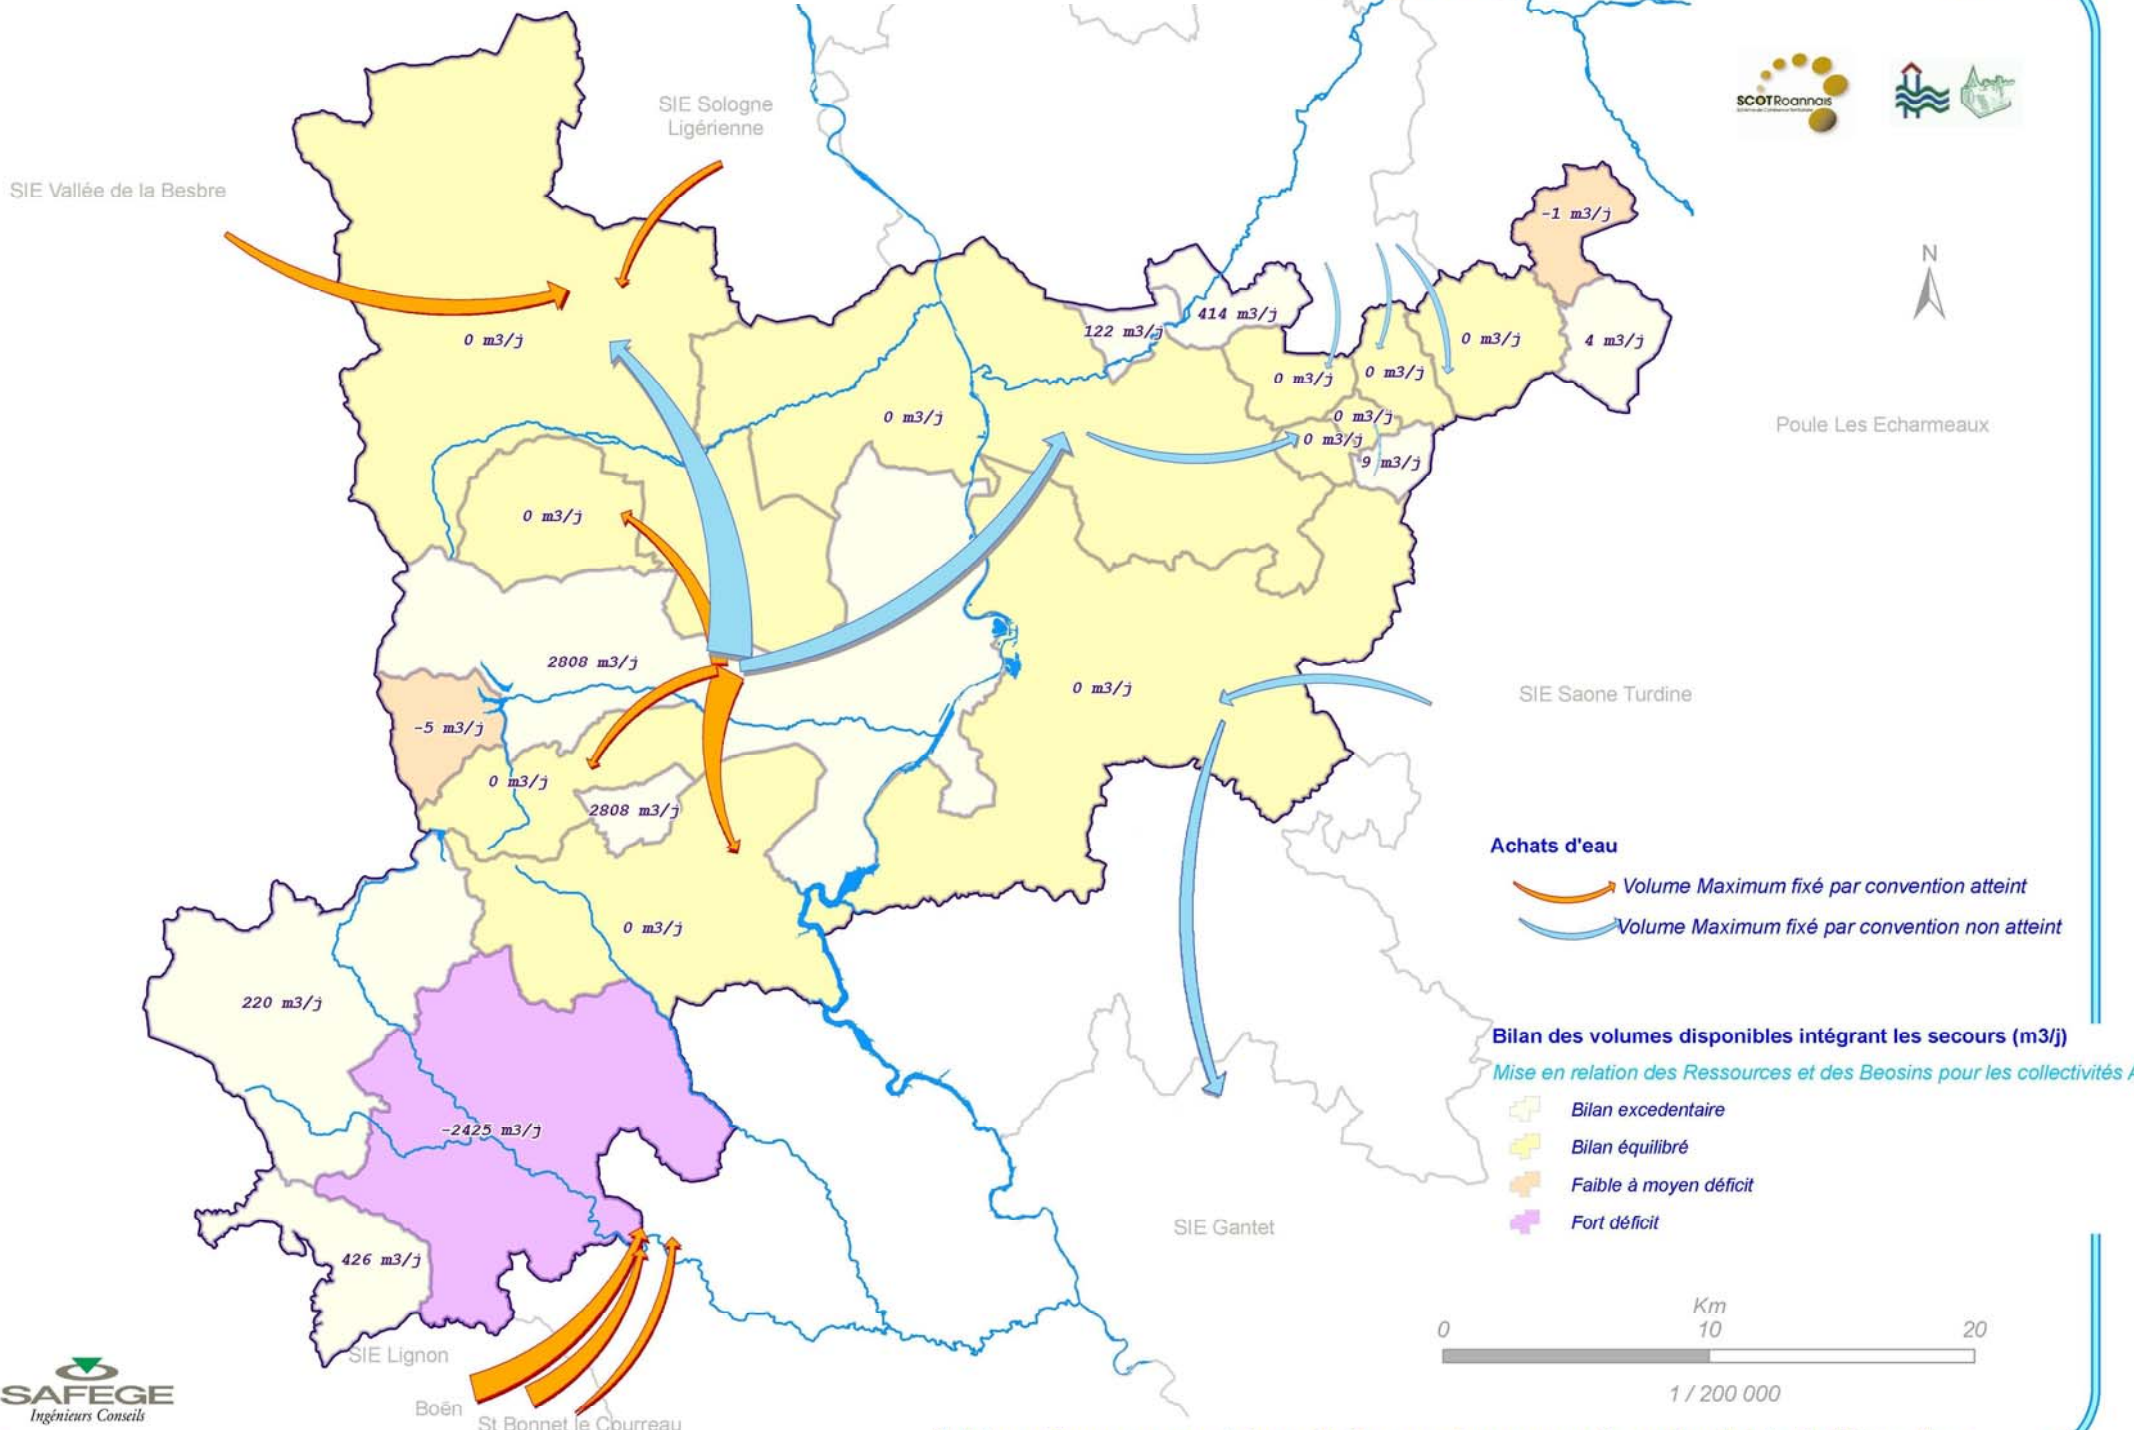 SIE Sologne
Ligérienne
SCOTRoannais
SIE Vallée de la Besbre
-1 m3/j
N
414 m3/j
122 m3/j
0 m3/j
0 m3/j
4 m3/j
0 m3/j
0 m3/j
0 m3/j
0 m3/j
Poule Les Echarmeaux
0 m3/j
9 m3/j
0 m3/j
2808 m3/j
0 m3/j
SIE Saone Turdine
-5 m3/j
0 m3/j
2808 m3/j
Achats d'eau
Volume Maximum fixé par convention atteint
Volume Maximum fixé par convention non atteint
0 m3/j
220 m3/j
Bilan des volumes disponibles intégrant les secours (m3/j)
Mise en relation des Ressources et des Beosins pour les collectivités A
Bilan excedentaire
Bilan équilibré
Faible à moyen déficit
Fort déficit
-2425 m3/j
SIE Gantet
426 m3/j
Km
0 10 20
1 / 200 000
SIE Lignon
SAFEGE
Ingénieurs Conseils
Boën
St Bonnet le Courreau